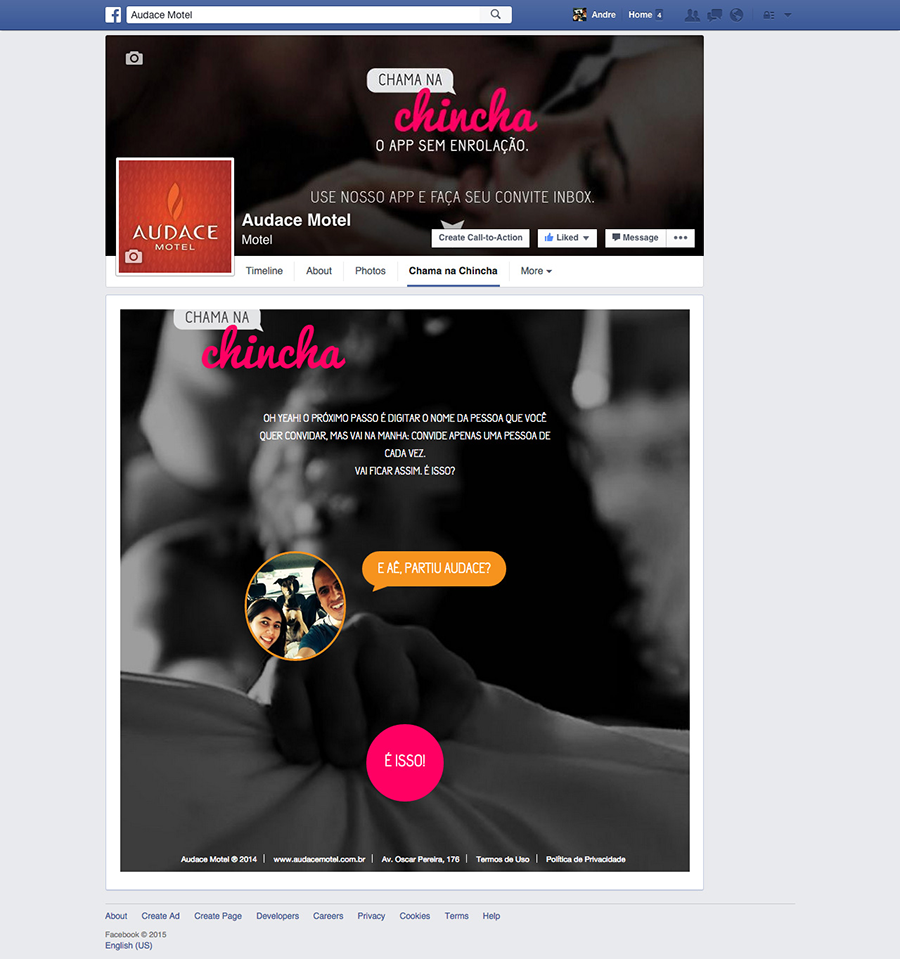 Audace Motel
Andre
Home 4
CHAMA NA
chincha
O APP SEM ENROLAÇÃO.
USE NOSSO APP E FAÇA SEU CONVITE INBOX.
AUDACE
MOTEL
Audace Motel
Motel
Create Call-to-Action
Liked
Message
Timeline
About
Photos
Chama na Chincha
More
CHAMA NA
chincha
OH YEAH! O PRÓXIMO PASSO É DIGITAR O NOME DA PESSOA QUE VOCÊ
QUER CONVIDAR, MAS VAI NA MANHA: CONVIDE APENAS UMA PESSOA DE
CADA VEZ.
VAI FICAR ASSIM. É ISSO?
E AÊ, PARTIU AUDACE?
É ISSO!
Audace Motel ® 2014 | www.audacemotel.com.br | Av. Oscar Pereira, 176 | Termos de Uso | Política de Privacidade
About Create Ad Create Page Developers Careers Privacy Cookies Terms Help
Facebook © 2015
English (US)